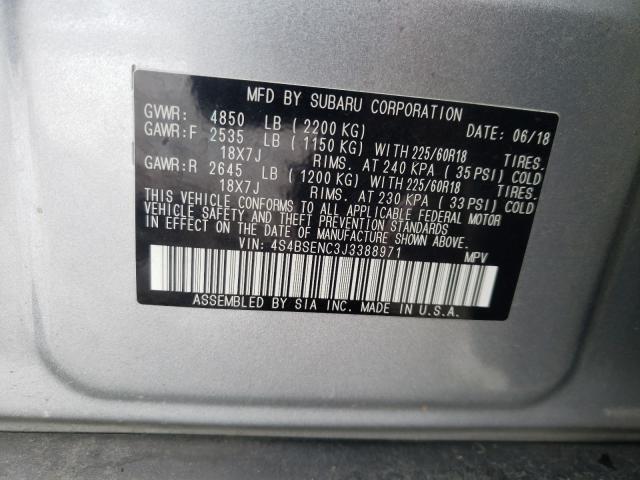 MFD BY SUBARU CORPORATION
GVWR: 4850 LB ( 2200 KG) DATE: 06/18
GAWR:F 2535 LB ( 1150 KG) WITH 225/60R18 TIRES.
18X7J RIMS. AT 240 KPA ( 35 PSI) COLD
GAWR:R 2645 LB ( 1200 KG) WITH 225/60R18 TIRES.
18X7J RIMS. AT 230 KPA ( 33 PSI) COLD
THIS VEHICLE CONFORMS TO ALL APPLICABLE FEDERAL MOTOR
VEHICLE SAFETY AND THEFT PREVENTION STANDARDS
IN EFFECT ON THE DATE OF MANUFACTURE SHOWN ABOVE.
VIN: 4S4BSENC3J3388971 MPV
ASSEMBLED BY SIA INC. MADE IN U.S.A.